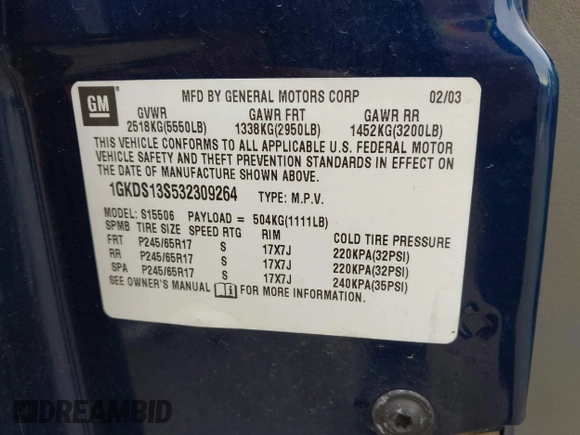 GM
MFD BY GENERAL MOTORS CORP 02/03
GVWR GAWR FRT GAWR RR
2518KG(5550LB) 1338KG(2950LB) 1452KG(3200LB)
THIS VEHICLE CONFORMS TO ALL APPLICABLE U.S. FEDERAL MOTOR
VEHICLE SAFETY AND THEFT PREVENTION STANDARDS IN EFFECT ON
THE DATE OF MANUFACTURE SHOWN ABOVE.
1GKDS13S532309264 TYPE: M.P.V.
MODEL: S15506 PAYLOAD = 504KG(1111LB)
SPMB TIRE SIZE SPEED RTG RIM COLD TIRE PRESSURE
FRT P245/65R17 S 17X7J 220KPA(32PSI)
RR P245/65R17 S 17X7J 220KPA(32PSI)
SPA P245/65R17 S 17X7J 240KPA(35PSI)
SEE OWNER'S MANUAL FOR MORE INFORMATION.
DREAMBID